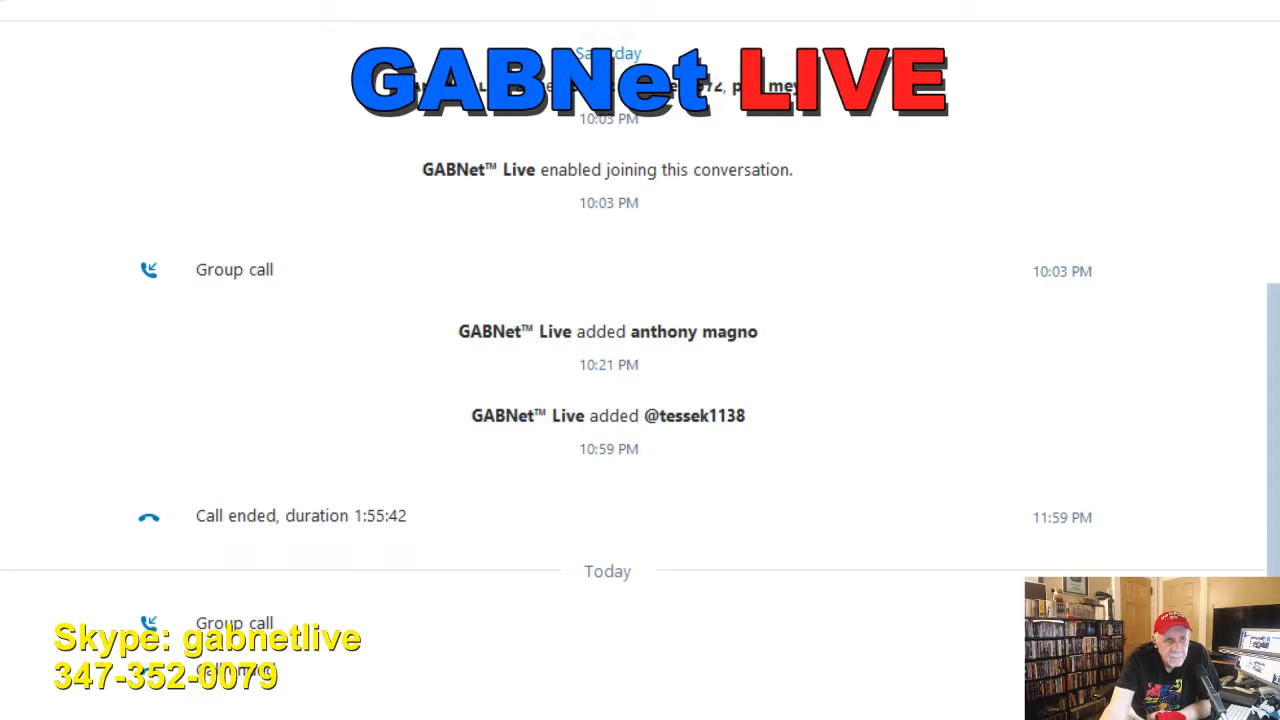 Saturday
GABNet LIVE
10:03 PM
GABNet™ Live enabled joining this conversation.
10:03 PM
Group call
10:03 PM
GABNet™ Live added anthony magno
10:21 PM
GABNet™ Live added @tessek1138
10:59 PM
Call ended, duration 1:55:42
11:59 PM
Today
Group call
Skype: gabnetlive
347-352-0079